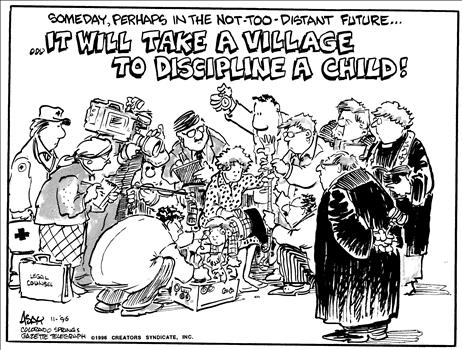 SOMEDAY, PERHAPS IN THE NOT-TOO-DISTANT FUTURE...
...IT WILL TAKE A VILLAGE
TO DISCIPLINE A CHILD!
LEGAL
COUNSEL
ASAY 11-'96
COLORADO SPRINGS
GAZETTE TELEGRAPH
©1996 CREATORS SYNDICATE, INC.